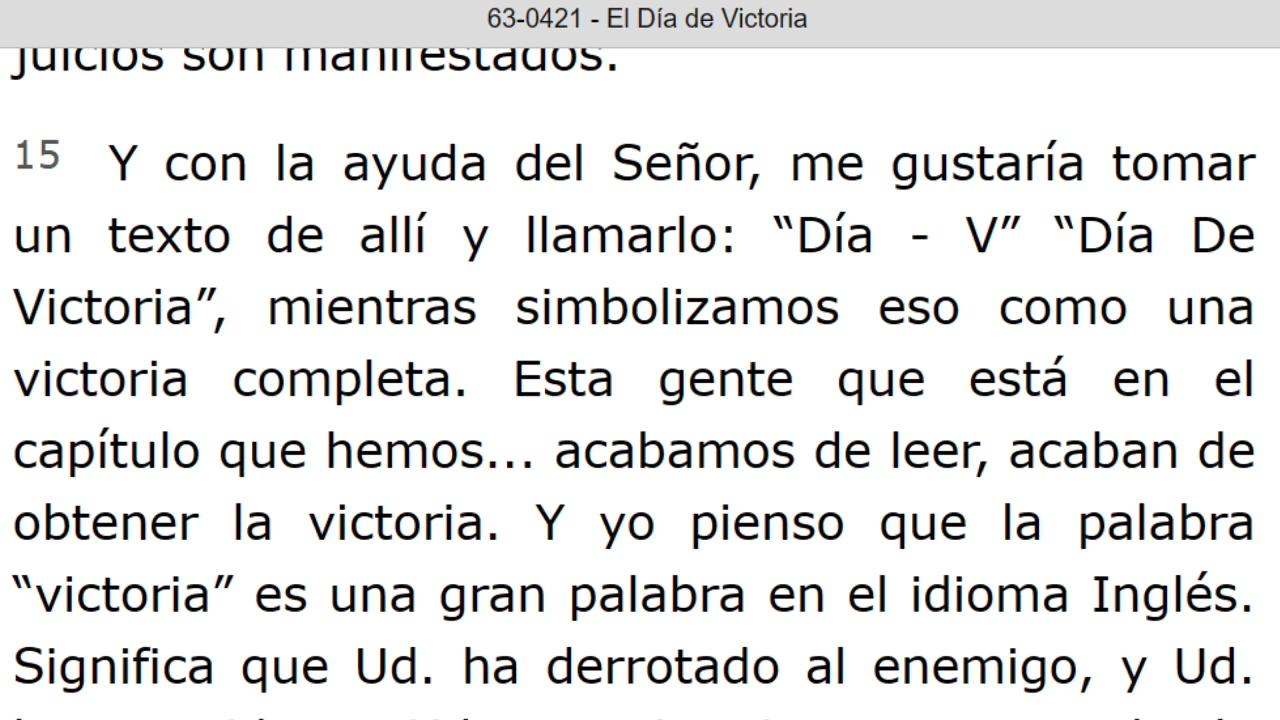 63-0421 - El Día de Victoria
juicios son manifestados.
15 Y con la ayuda del Señor, me gustaría tomar
un texto de allí y llamarlo: “Día - V” “Día De
Victoria”, mientras simbolizamos eso como una
victoria completa. Esta gente que está en el
capítulo que hemos... acabamos de leer, acaban de
obtener la victoria. Y yo pienso que la palabra
“victoria” es una gran palabra en el idioma Inglés.
Significa que Ud. ha derrotado al enemigo, y Ud.